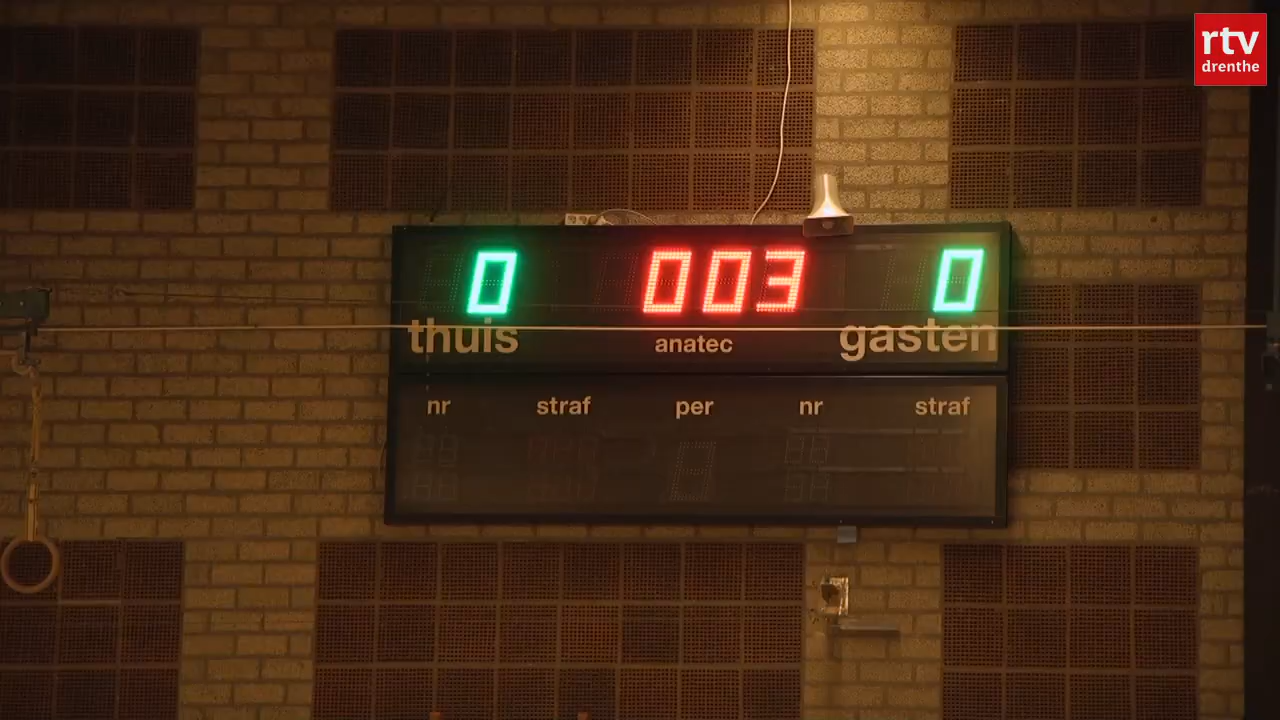 rtv
drenthe
0 003 0
thuis anatec gasten
nr straf per nr straf